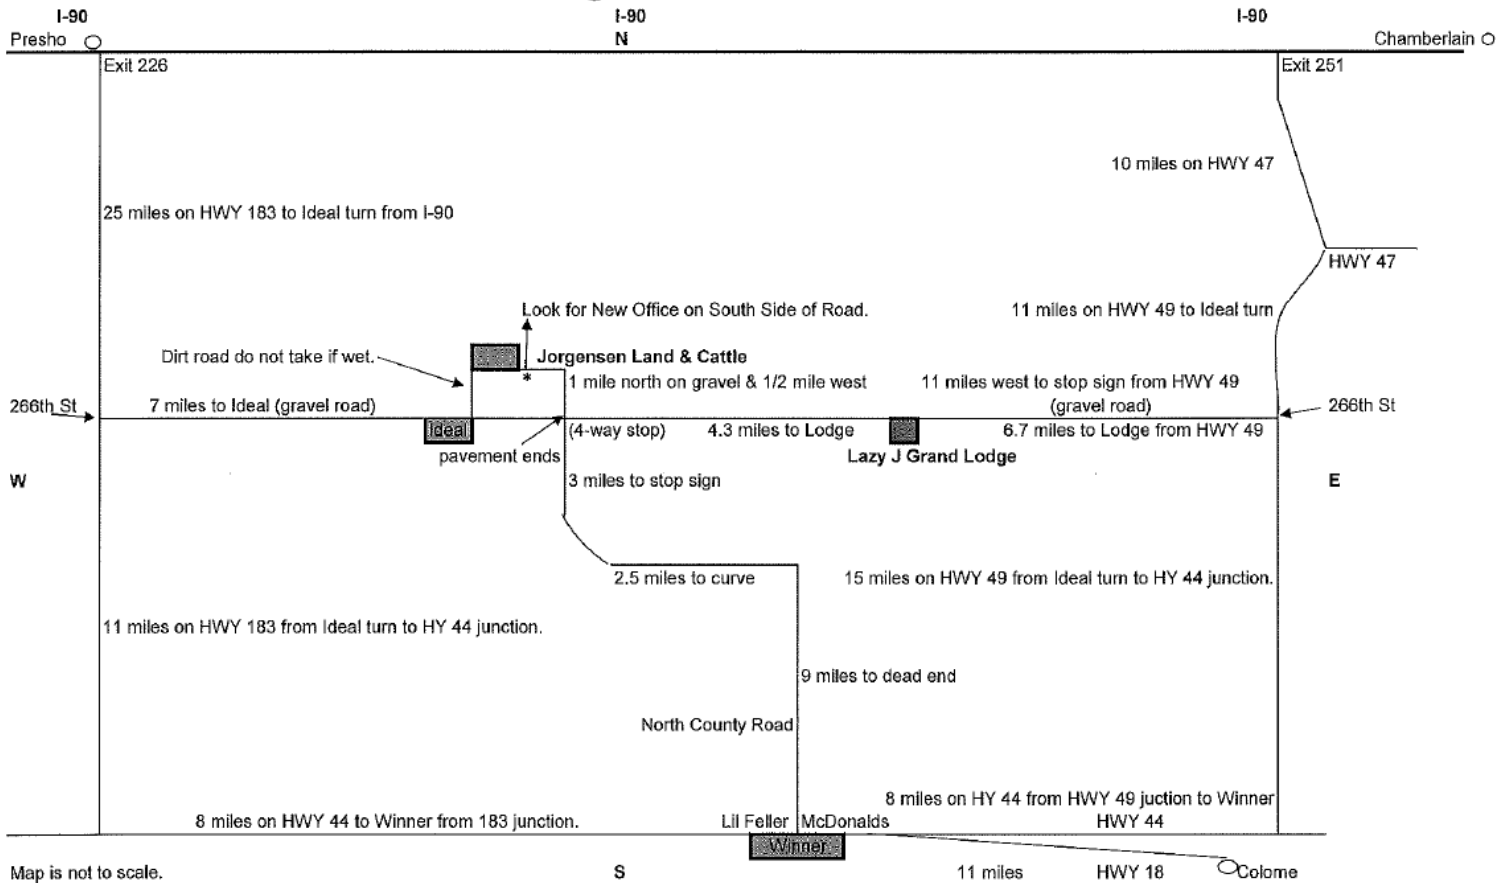 I-90 I-90 I-90
Presho N Chamberlain
Exit 226 Exit 251
10 miles on HWY 47
25 miles on HWY 183 to Ideal turn from I-90
HWY 47
Look for New Office on South Side of Road. 11 miles on HWY 49 to Ideal turn
Dirt road do not take if wet. Jorgensen Land & Cattle
* 1 mile north on gravel & 1/2 mile west 11 miles west to stop sign from HWY 49
266th St 7 miles to Ideal (gravel road) (gravel road) 266th St
Ideal (4-way stop) 4.3 miles to Lodge 6.7 miles to Lodge from HWY 49
pavement ends Lazy J Grand Lodge
W 3 miles to stop sign E
2.5 miles to curve 15 miles on HWY 49 from Ideal turn to HY 44 junction.
11 miles on HWY 183 from Ideal turn to HY 44 junction.
9 miles to dead end
North County Road
8 miles on HY 44 from HWY 49 juction to Winner
8 miles on HWY 44 to Winner from 183 junction. Lil Feller McDonalds HWY 44
Winner
Map is not to scale. S 11 miles HWY 18 Colome